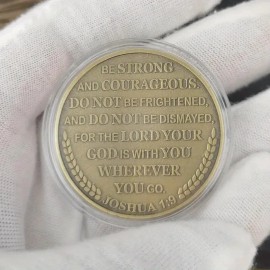 BE STRONG
AND COURAGEOUS.
DO NOT BE FRIGHTENED,
AND DO NOT BE DISMAYED,
FOR THE LORD YOUR
GOD IS WITH YOU
WHEREVER
YOU GO.
JOSHUA 1:9